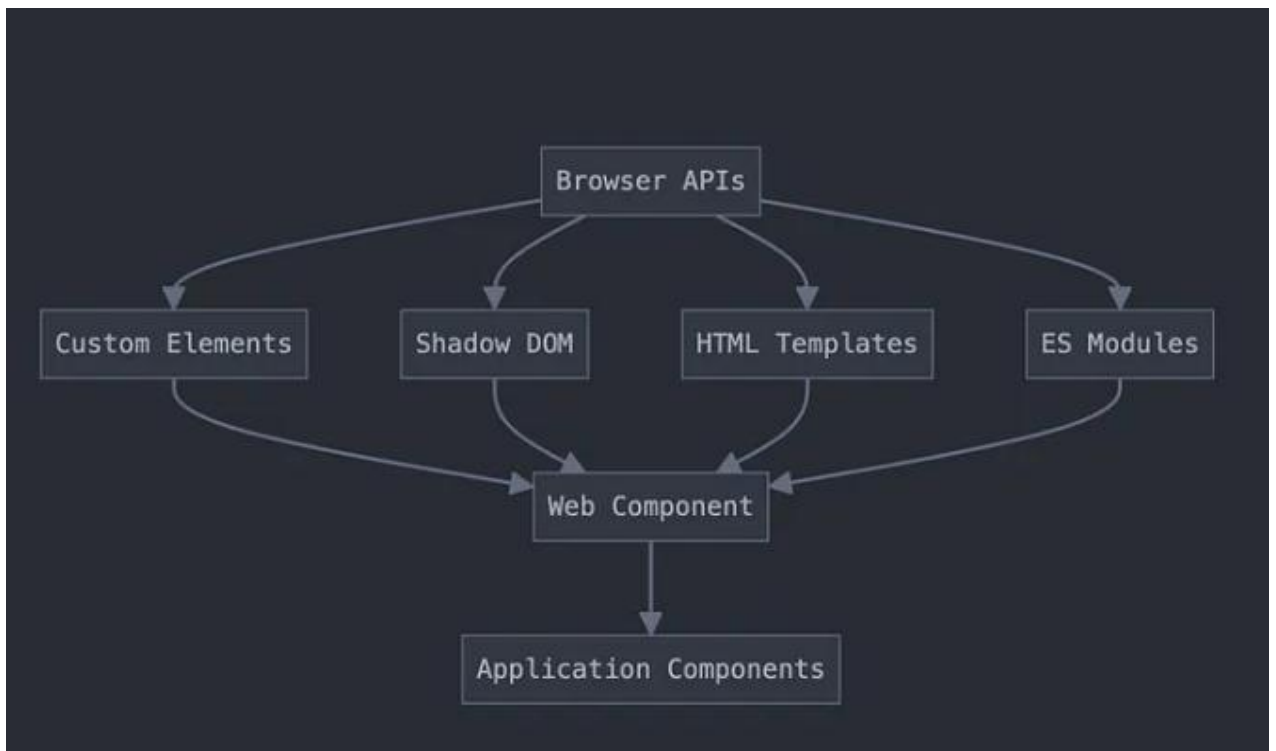 Browser APIs
Custom Elements
Shadow DOM
HTML Templates
ES Modules
Web Component
Application Components